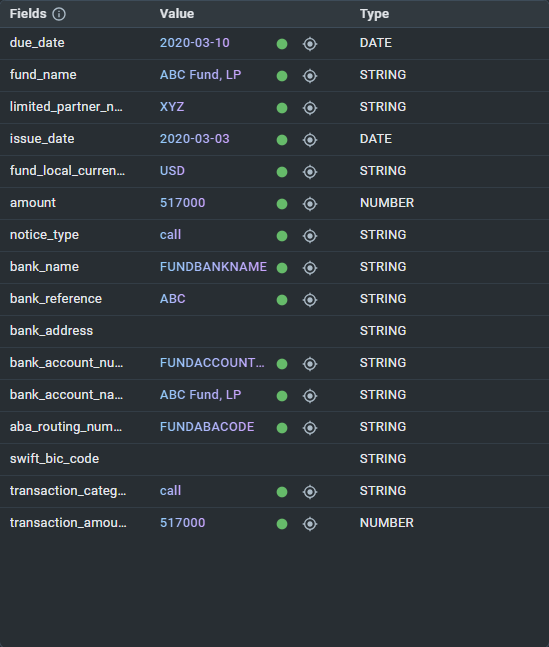 Fields Value Type
due_date 2020-03-10 DATE
fund_name ABC Fund, LP STRING
limited_partner_n... XYZ STRING
issue_date 2020-03-03 DATE
fund_local_curren... USD STRING
amount 517000 NUMBER
notice_type call STRING
bank_name FUNDBANKNAME STRING
bank_reference ABC STRING
bank_address STRING
bank_account_nu... FUNDACCOUNT... STRING
bank_account_na... ABC Fund, LP STRING
aba_routing_num... FUNDABACODE STRING
swift_bic_code STRING
transaction_categ... call STRING
transaction_amou... 517000 NUMBER